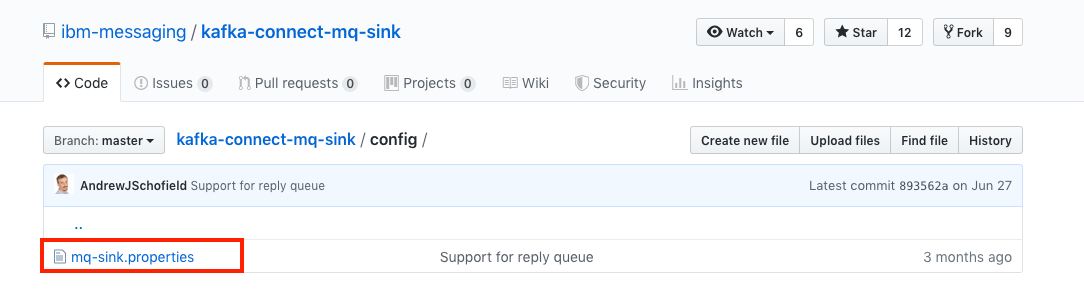 ibm-messaging / kafka-connect-mq-sink Watch 6 Star 12 Fork 9
Code Issues 0 Pull requests 0 Projects 0 Wiki Security Insights
Branch: master kafka-connect-mq-sink / config / Create new file Upload files Find file History
AndrewJSchofield Support for reply queue Latest commit 893562a on Jun 27
..
mq-sink.properties Support for reply queue 3 months ago